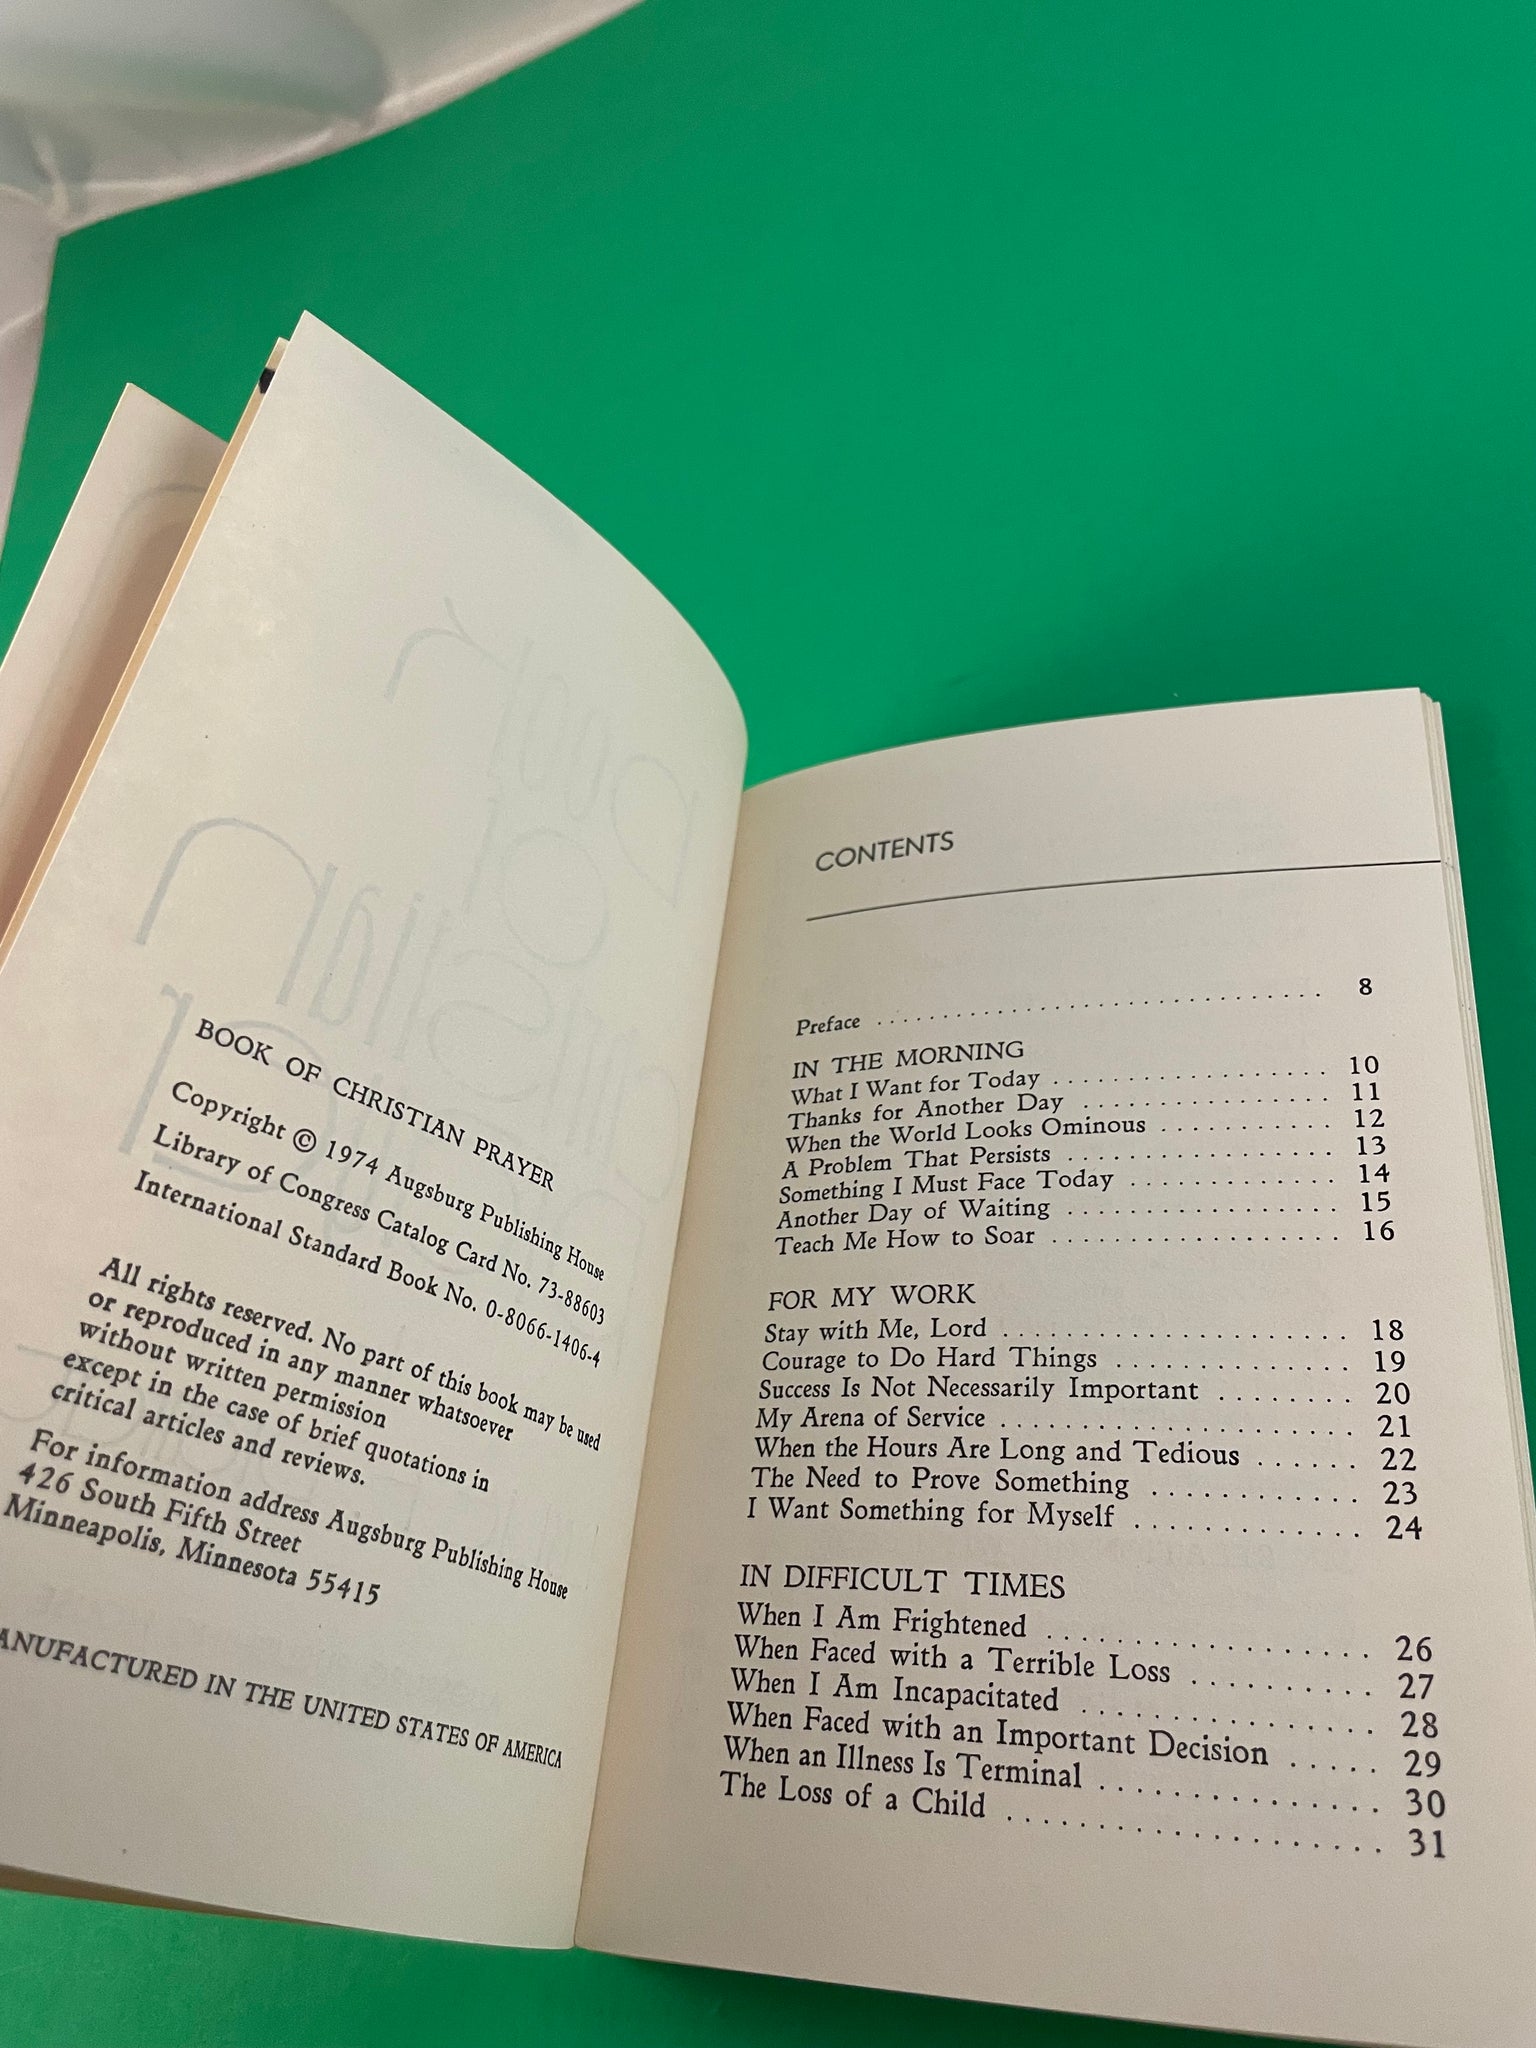 BOOK OF CHRISTIAN PRAYER
Copyright © 1974 Augsburg Publishing House
Library of Congress Catalog Card No. 73-88603
International Standard Book No. 0-8066-1406-4
All rights reserved. No part of this book may be used
or reproduced in any manner whatsoever
without written permission
except in the case of brief quotations in
critical articles and reviews.
For information address Augsburg Publishing House
426 South Fifth Street
Minneapolis, Minnesota 55415
ANUFACTURED IN THE UNITED STATES OF AMERICA
CONTENTS
Preface . . . . . . . . . . . . . . . . . . . . . . . . . . . . . . . . . . 8
IN THE MORNING
What I Want for Today . . . . . . . . . . . . . . . . . . . . 10
Thanks for Another Day . . . . . . . . . . . . . . . . . . 11
When the World Looks Ominous . . . . . . . . . . . 12
A Problem That Persists . . . . . . . . . . . . . . . . . . 13
Something I Must Face Today . . . . . . . . . . . . . 14
Another Day of Waiting . . . . . . . . . . . . . . . . . . 15
Teach Me How to Soar . . . . . . . . . . . . . . . . . . . 16
FOR MY WORK
Stay with Me, Lord . . . . . . . . . . . . . . . . . . . . . . 18
Courage to Do Hard Things . . . . . . . . . . . . . . . 19
Success Is Not Necessarily Important . . . . . . . 20
My Arena of Service . . . . . . . . . . . . . . . . . . . . . 21
When the Hours Are Long and Tedious . . . . . . 22
The Need to Prove Something . . . . . . . . . . . . . 23
I Want Something for Myself . . . . . . . . . . . . . . 24
IN DIFFICULT TIMES
When I Am Frightened . . . . . . . . . . . . . . . . . . . 26
When Faced with a Terrible Loss . . . . . . . . . . 27
When I Am Incapacitated . . . . . . . . . . . . . . . . . 28
When Faced with an Important Decision . . . . . 29
When an Illness Is Terminal . . . . . . . . . . . . . . . 30
The Loss of a Child . . . . . . . . . . . . . . . . . . . . 31